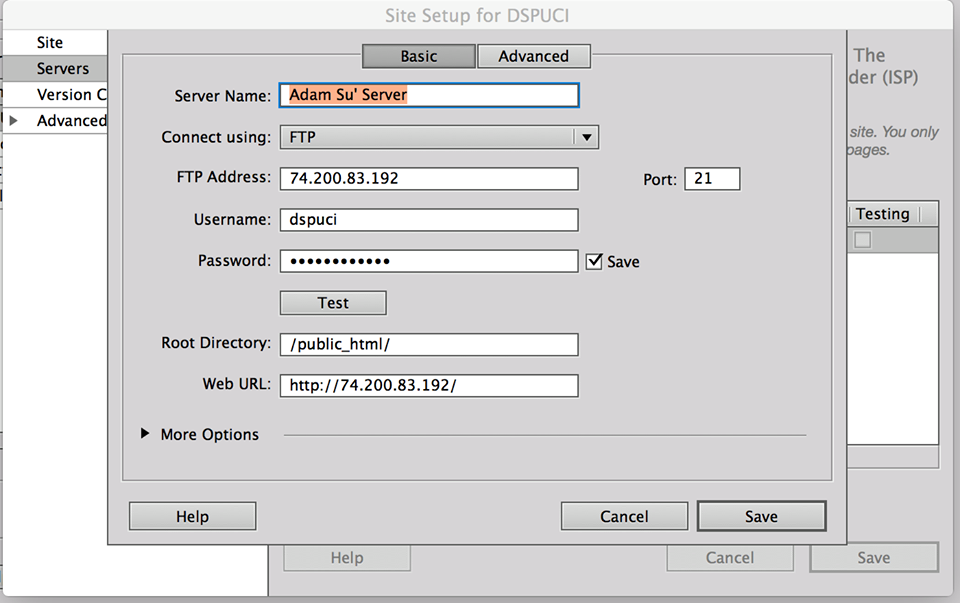 Site Setup for DSPUCI
Site
Servers
Version C
Advanced
Basic
Advanced
Server Name: Adam Su' Server
Connect using: FTP
FTP Address: 74.200.83.192 Port: 21
Username: dspuci
Password: •••••••••••• Save
Test
Root Directory: /public_html/
Web URL: http://74.200.83.192/
More Options
Help Cancel Save
The
der (ISP)
site. You only
pages.
Testing
Help Cancel Save